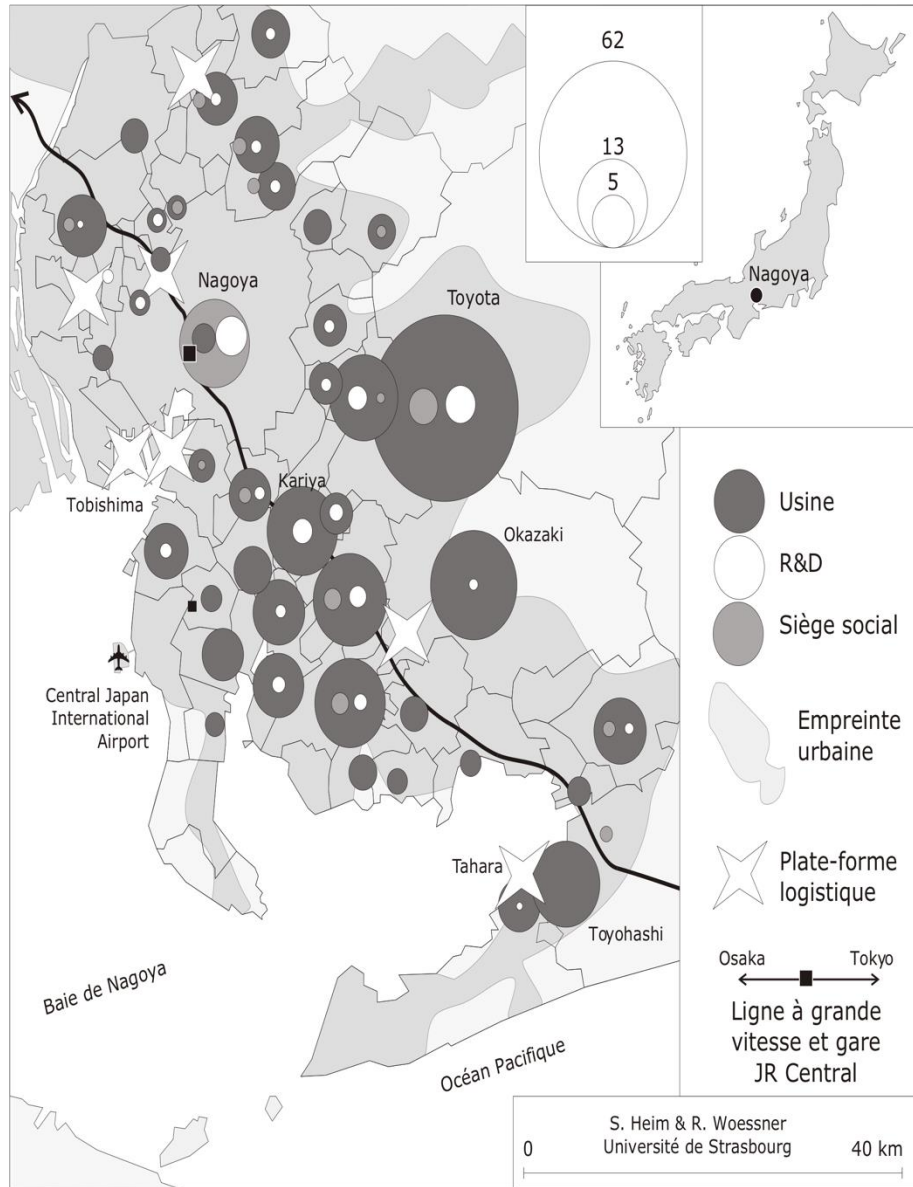 62
13
5
Nagoya
Nagoya
Toyota
Kariya
Tobishima
Okazaki
Central Japan
International
Airport
Tahara
Toyohashi
Baie de Nagoya
Océan Pacifique
Usine
R&D
Siège social
Empreinte
urbaine
Plate-forme
logistique
Osaka
Tokyo
Ligne à grande
vitesse et gare
JR Central
S. Heim & R. Woessner
Université de Strasbourg
0
40 km